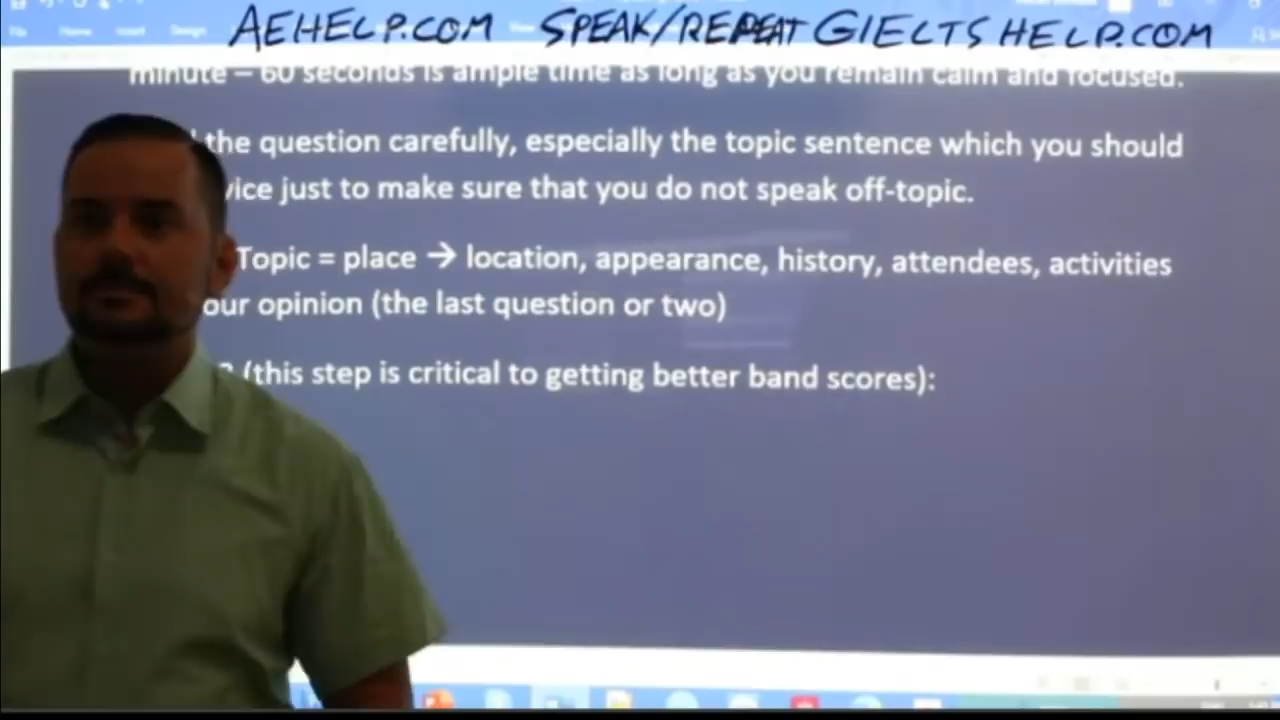 AEHELP.COM SPEAK/REPEAT GIELTSHELP.COM
minute – 60 seconds is ample time as long as you remain calm and focused.
the question carefully, especially the topic sentence which you should
just to make sure that you do not speak off-topic.
Topic = place → location, appearance, history, attendees, activities
our opinion (the last question or two)
(this step is critical to getting better band scores):